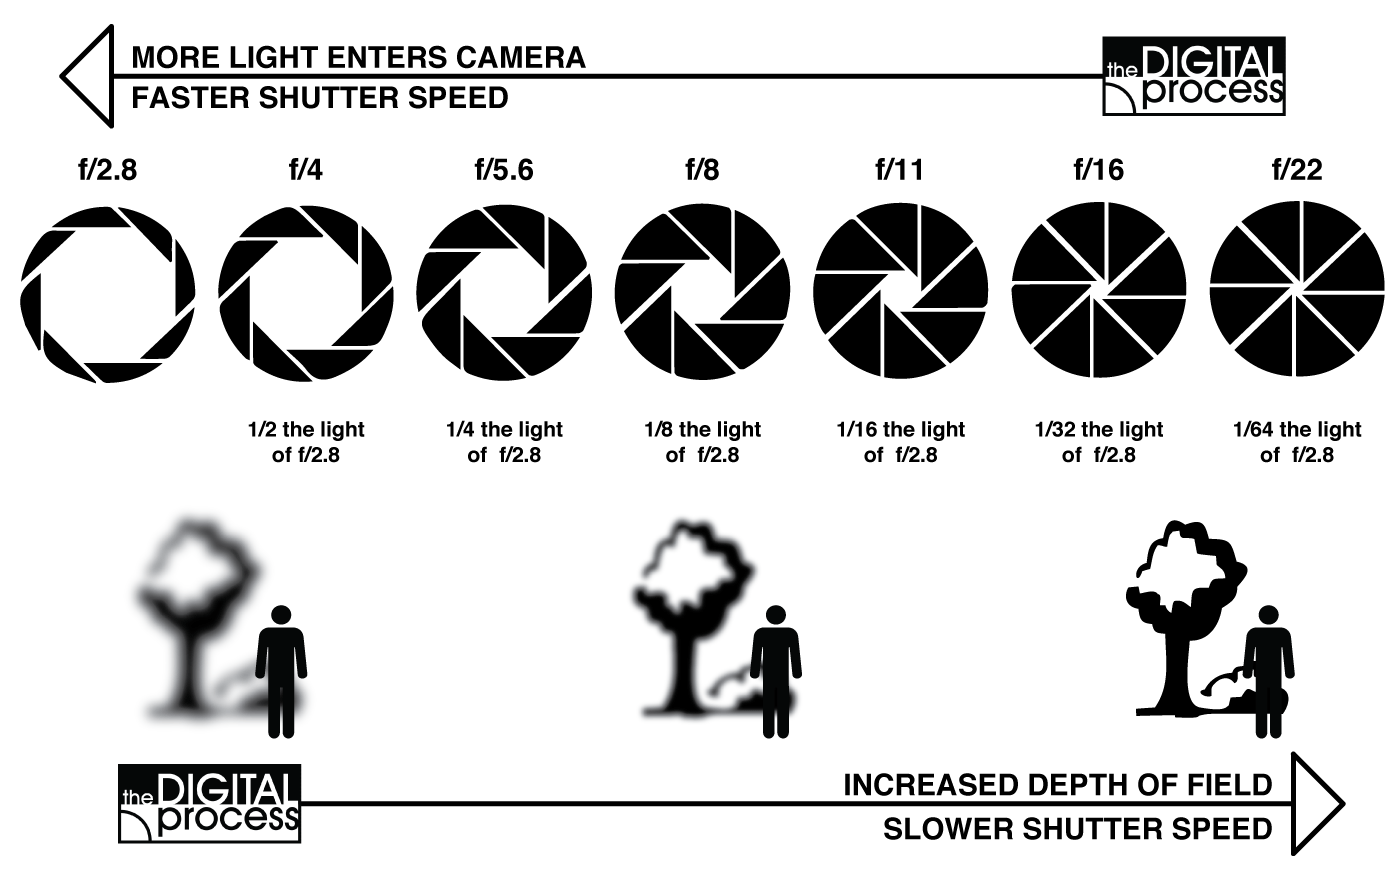 MORE LIGHT ENTERS CAMERA
FASTER SHUTTER SPEED
the DIGITAL
process
f/2.8 f/4 f/5.6 f/8 f/11 f/16 f/22
1/2 the light 1/4 the light 1/8 the light 1/16 the light 1/32 the light 1/64 the light
of f/2.8 of f/2.8 of f/2.8 of f/2.8 of f/2.8 of f/2.8
the DIGITAL
process
INCREASED DEPTH OF FIELD
SLOWER SHUTTER SPEED